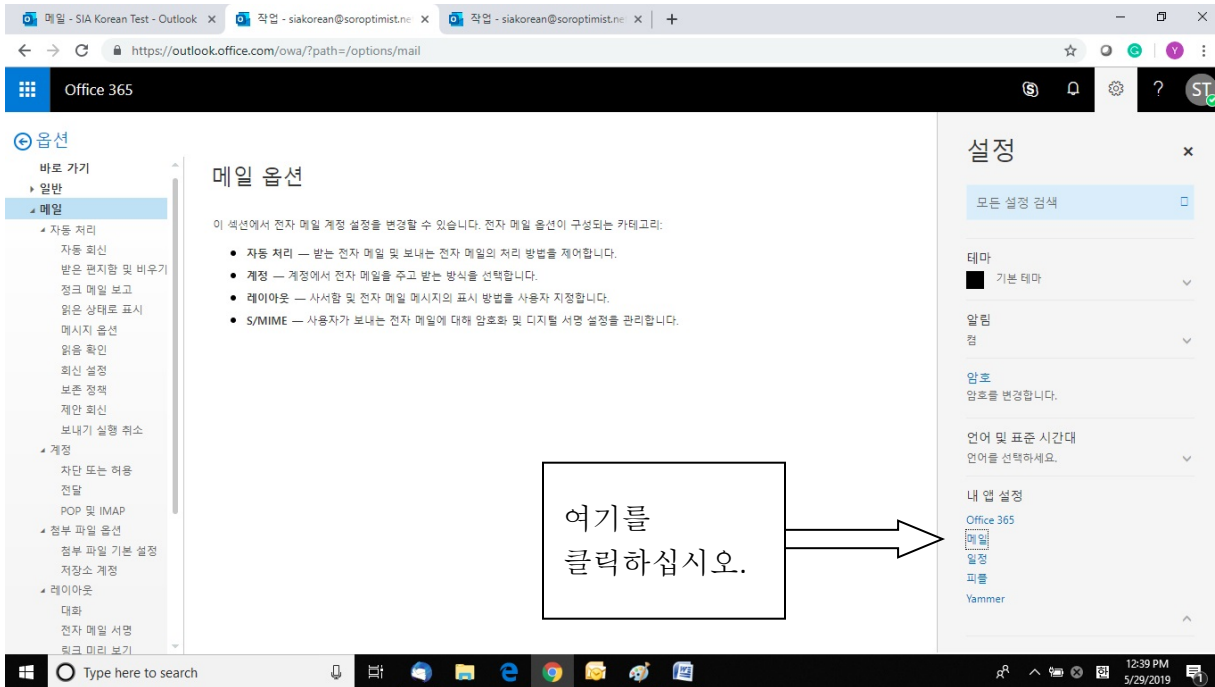 메일 - SIA Korean Test - Outlook
작업 - siakorean@soroptimist.ne
작업 - siakorean@soroptimist.ne
https://outlook.office.com/owa/?path=/options/mail
Y
Office 365
?
ST
옵션
바로 가기
일반
메일
자동 처리
자동 회신
받은 편지함 및 비우기
정크 메일 보고
읽은 상태로 표시
메시지 옵션
읽음 확인
회신 설정
보존 정책
제안 회신
보내기 실행 취소
계정
차단 또는 허용
전달
POP 및 IMAP
첨부 파일 옵션
첨부 파일 기본 설정
저장소 계정
레이아웃
대화
전자 메일 서명
링크 미리 보기
메일 옵션
이 섹션에서 전자 메일 계정 설정을 변경할 수 있습니다. 전자 메일 옵션이 구성되는 카테고리:
• 자동 처리 — 받는 전자 메일 및 보내는 전자 메일의 처리 방법을 제어합니다.
• 계정 — 계정에서 전자 메일을 주고 받는 방식을 선택합니다.
• 레이아웃 — 사서함 및 전자 메일 메시지의 표시 방법을 사용자 지정합니다.
• S/MIME — 사용자가 보내는 전자 메일에 대해 암호화 및 디지털 서명 설정을 관리합니다.
여기를
클릭하십시오.
설정
모든 설정 검색
테마
기본 테마
알림
켬
암호
암호를 변경합니다.
언어 및 표준 시간대
언어를 선택하세요.
내 앱 설정
Office 365
메일
일정
피플
Yammer
Type here to search
한
12:39 PM
5/29/2019
1